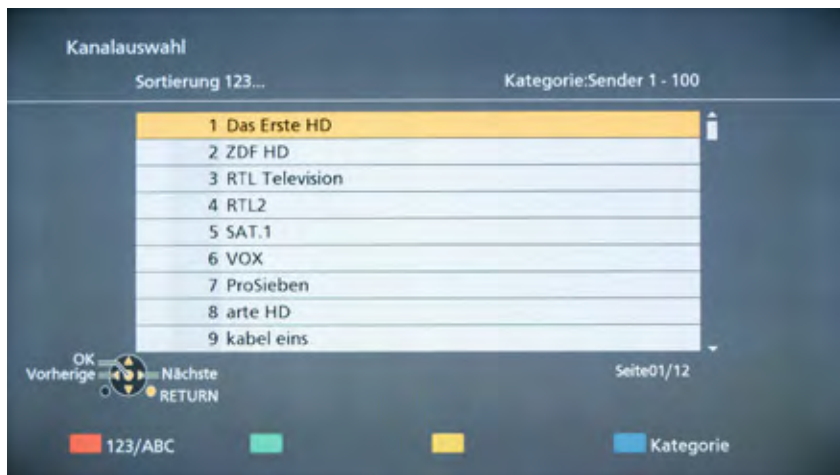 Kanalauswahl
Sortierung 123... Kategorie:Sender 1 - 100
1 Das Erste HD
2 ZDF HD
3 RTL Television
4 RTL2
5 SAT.1
6 VOX
7 ProSieben
8 arte HD
9 kabel eins
OK
Vorherige Nächste
RETURN
Seite01/12
123/ABC Kategorie